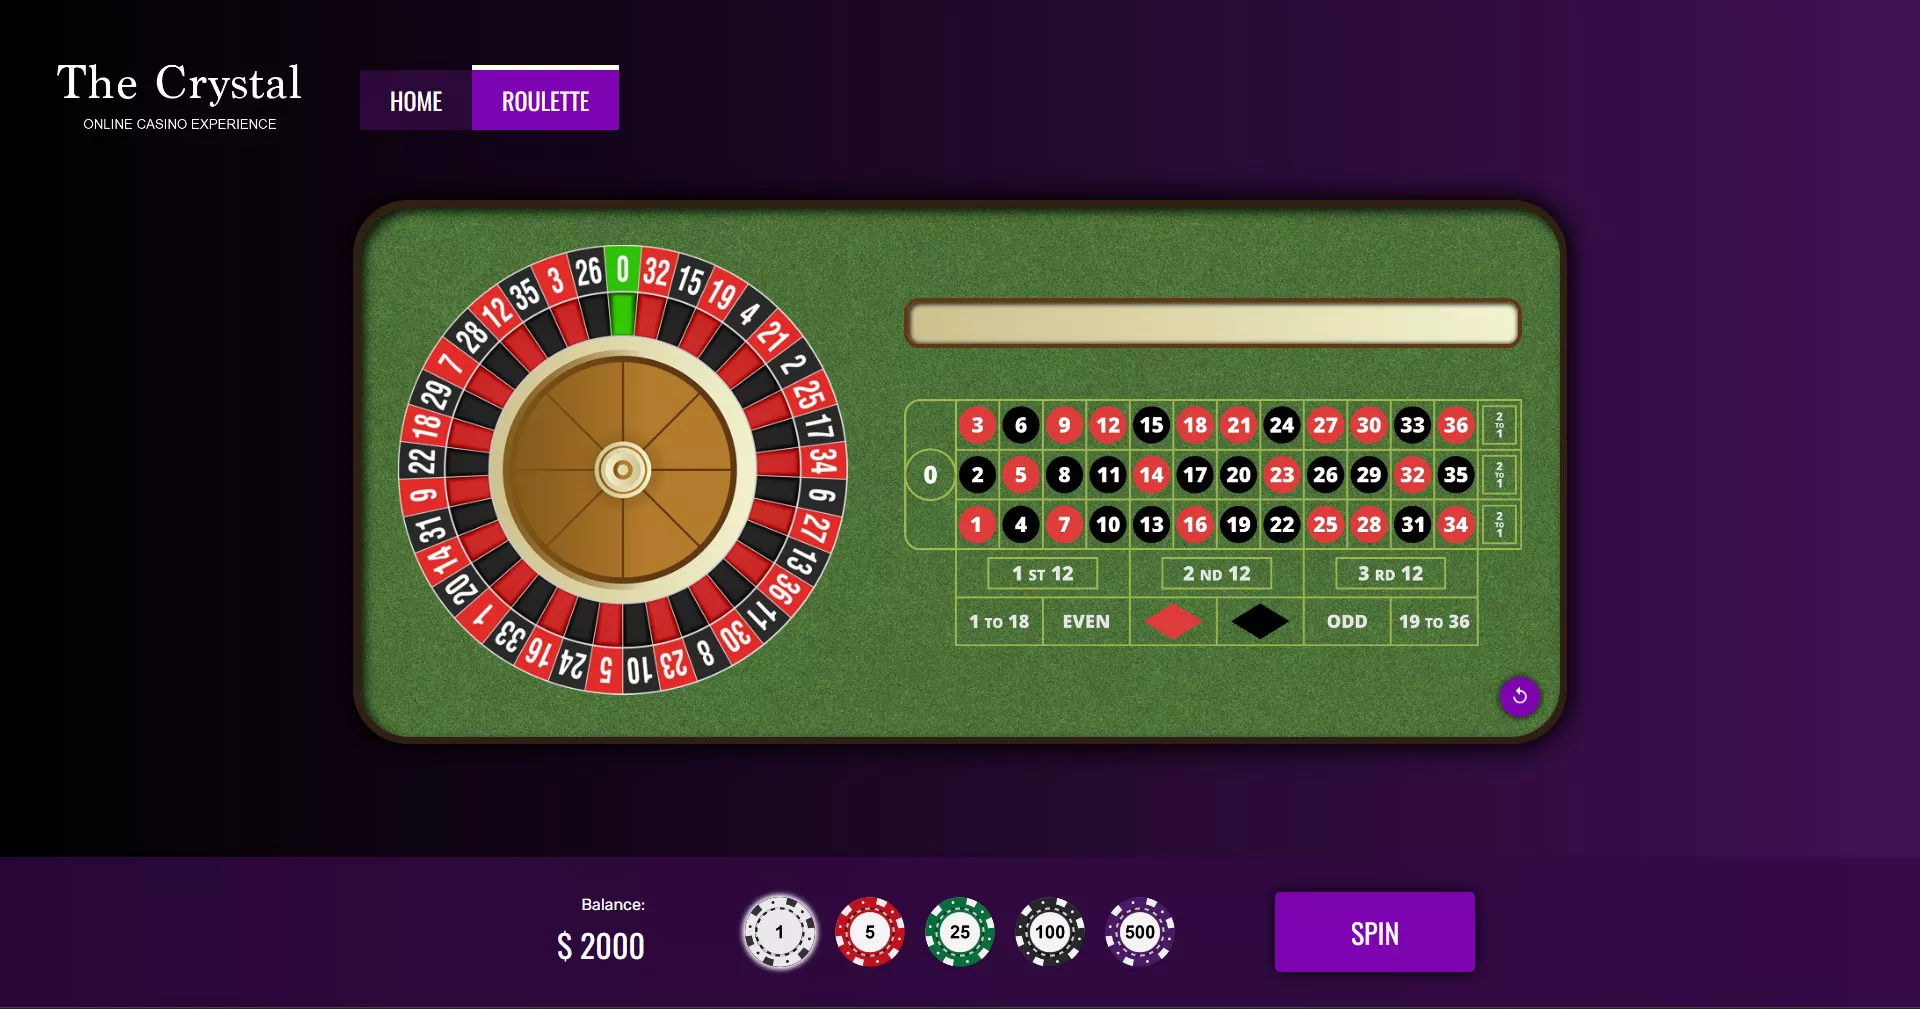 The Crystal
ONLINE CASINO EXPERIENCE
HOME
ROULETTE
0 32 15 19 4 21 2 25 17 34 6 27 13 36 11 30 8 23 10 5 24 16 33 1 20 14 31 9 22 18 29 7 28 12 35 3 26
3 6 9 12 15 18 21 24 27 30 33 36 2 TO 1
0 2 5 8 11 14 17 20 23 26 29 32 35 2 TO 1
1 4 7 10 13 16 19 22 25 28 31 34 2 TO 1
1 ST 12 2 ND 12 3 RD 12
1 TO 18 EVEN ODD 19 TO 36
Balance:
$ 2000
1 5 25 100 500
SPIN